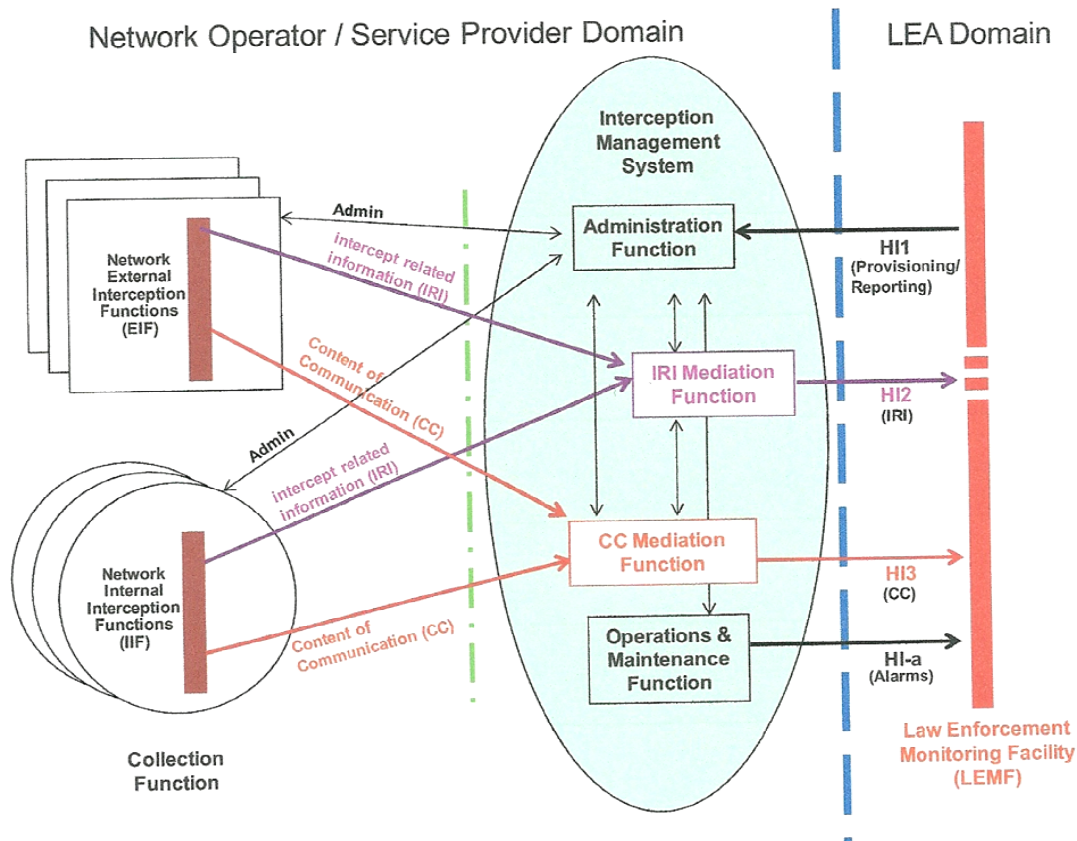 Network Operator / Service Provider Domain
LEA Domain
Interception
Management
System
Admin
Administration
Function
HI1
(Provisioning/
Reporting)
Network
External
Interception
Functions
(EIF)
intercept related
information (IRI)
Content of
Communication (CC)
IRI Mediation
Function
HI2
(IRI)
Admin
intercept related
information (IRI)
CC Mediation
Function
HI3
(CC)
Network
Internal
Interception
Functions
(IIF)
Content of
Communication (CC)
Operations &
Maintenance
Function
HI-a
(Alarms)
Collection
Function
Law Enforcement
Monitoring Facility
(LEMF)